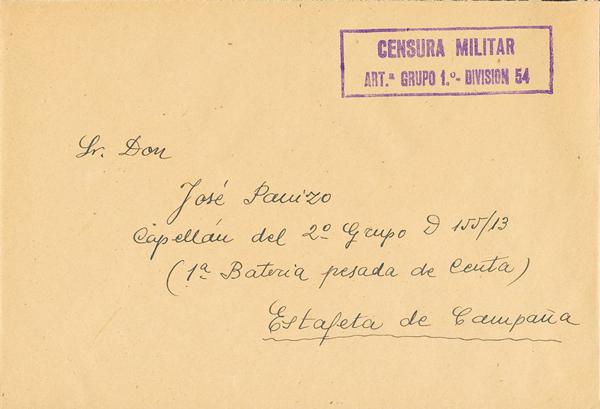 CENSURA MILITAR
ART.ª GRUPO 1.º - DIVISION 54
Sr. Don
José Panizo
Capellán del 2º Grupo D 155/13
(1ª Bateria pesada de Ceuta)
Estafeta de Campaña